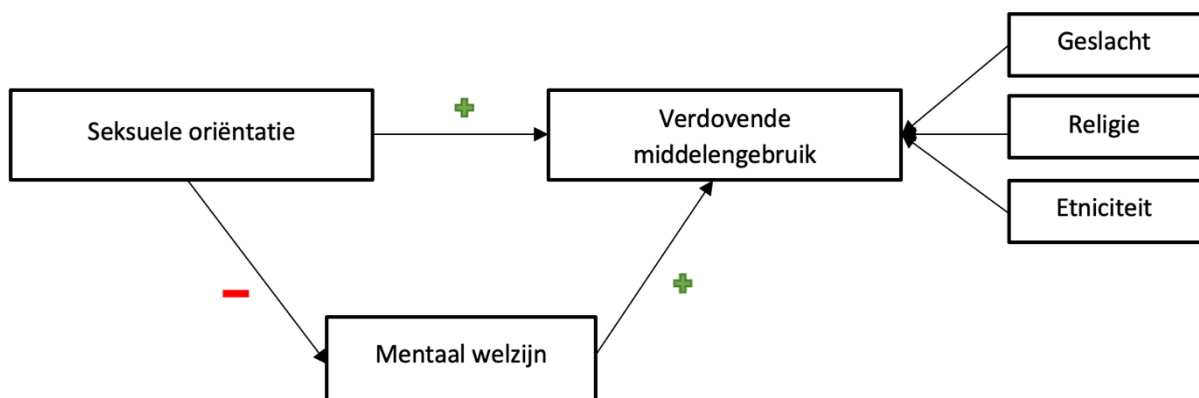 Geslacht
Seksuele oriëntatie
Verdovende
middelengebruik
Religie
Etniciteit
Mentaal welzijn